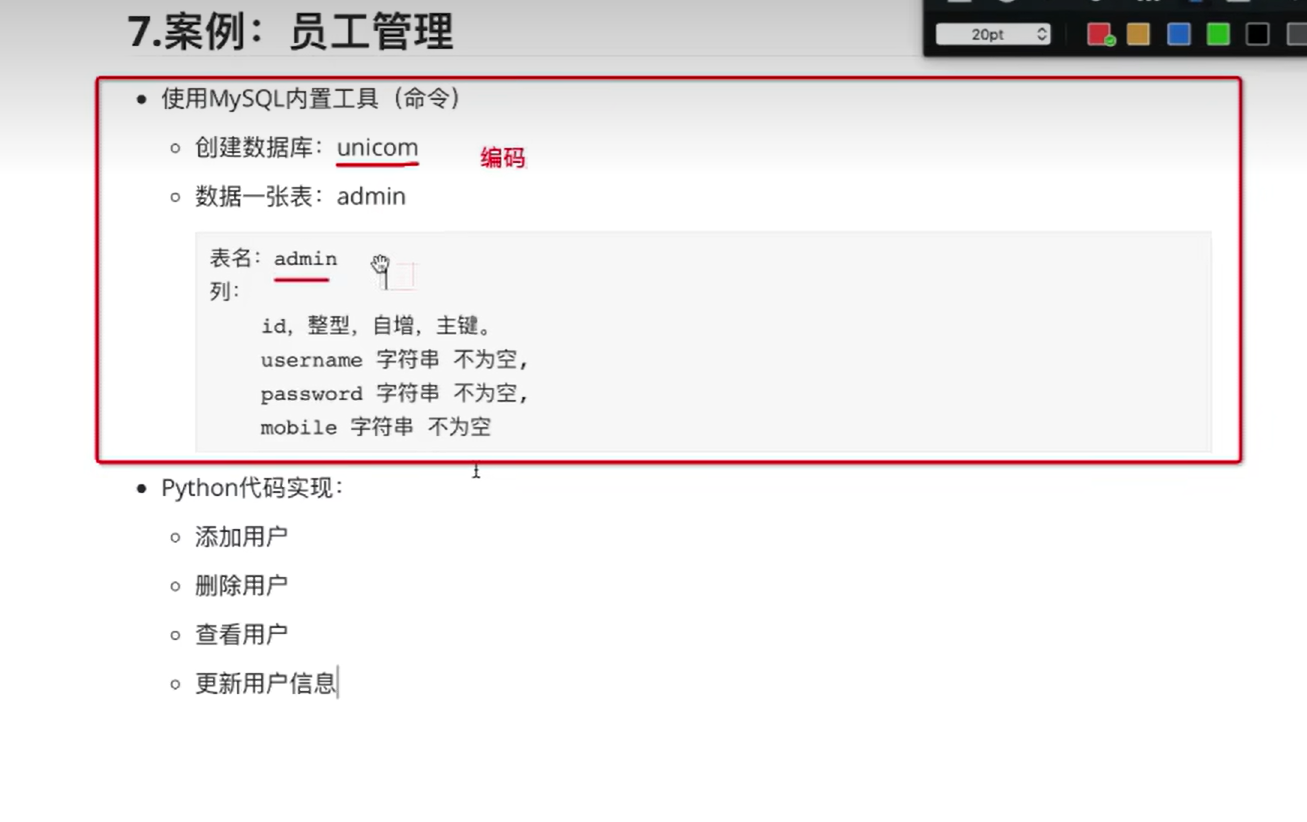 20pt
7.案例：员工管理
使用MySQL内置工具（命令）
创建数据库：unicom 编码
数据一张表：admin
表名：admin
列：
id，整型，自增，主键。
username 字符串 不为空,
password 字符串 不为空,
mobile 字符串 不为空
Python代码实现：
添加用户
删除用户
查看用户
更新用户信息